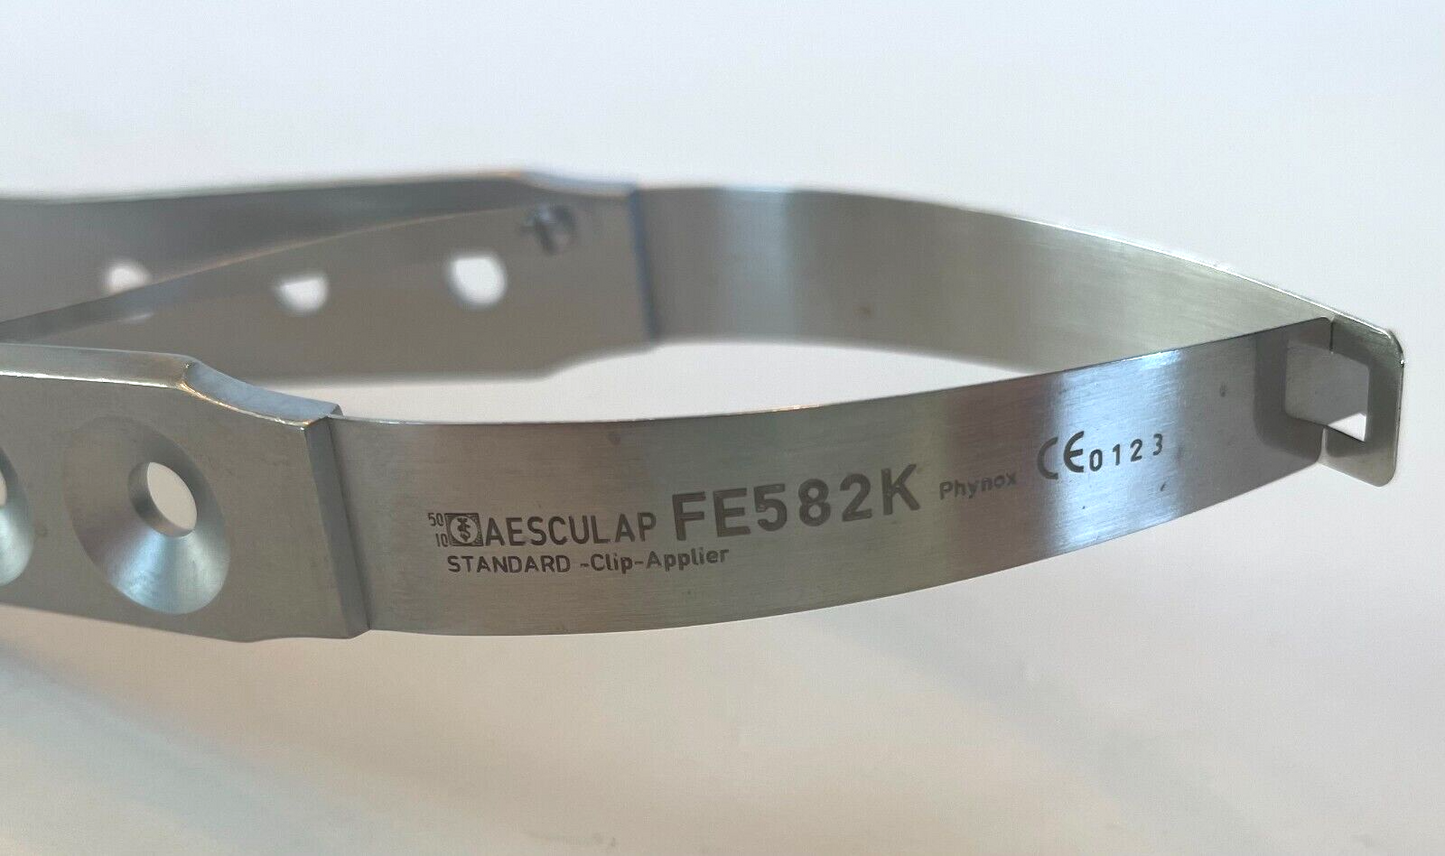 50 10 AESCULAP FE582K Phynox CE0123
STANDARD -Clip-Applier